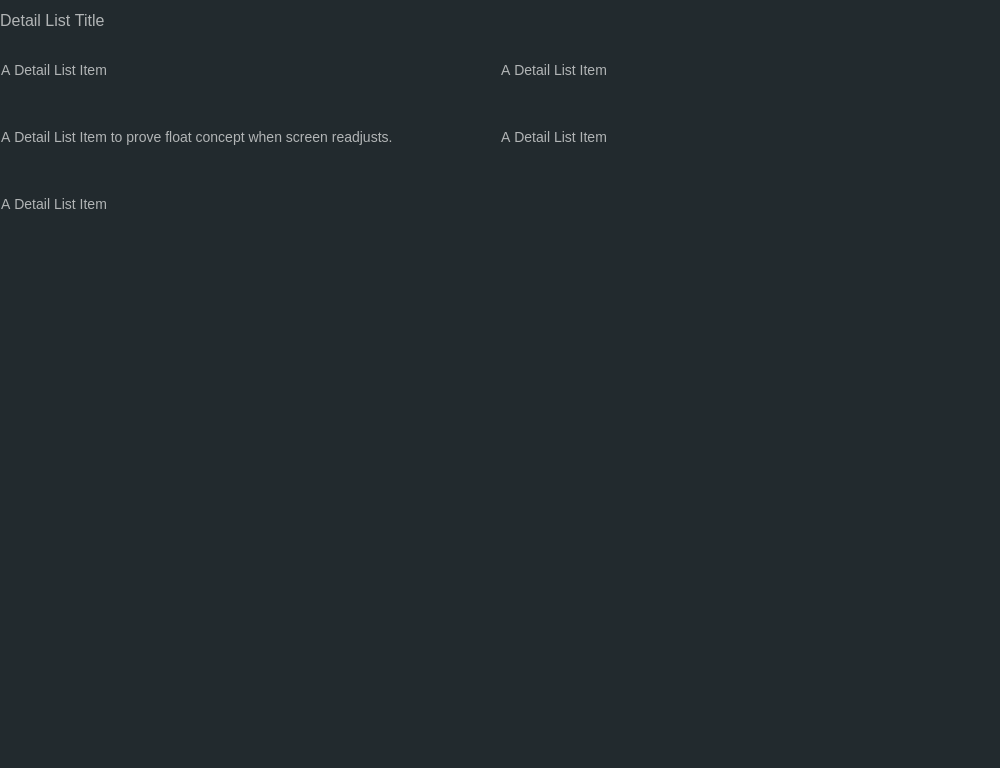 Detail List Title
A Detail List Item
A Detail List Item
A Detail List Item to prove float concept when screen readjusts.
A Detail List Item
A Detail List Item